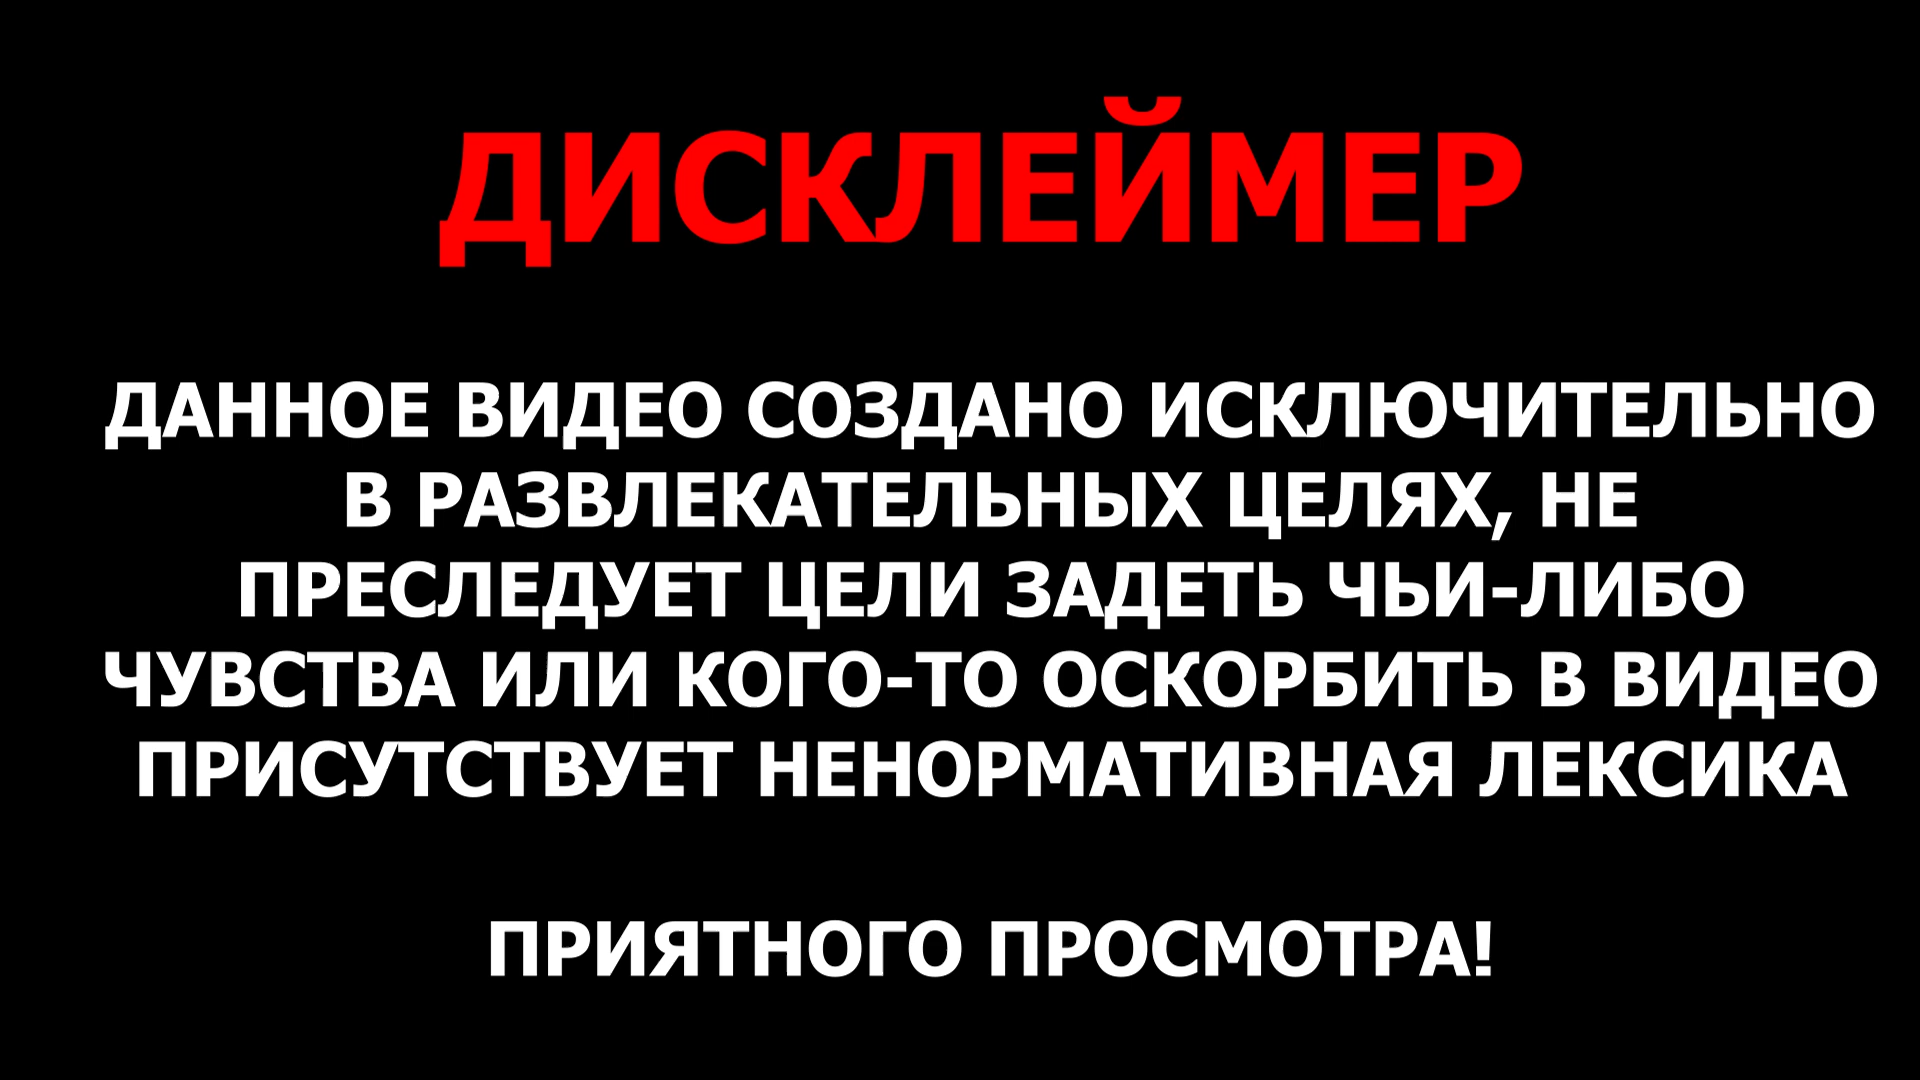 ДИСКЛЕЙМЕР
ДАННОЕ ВИДЕО СОЗДАНО ИСКЛЮЧИТЕЛЬНО
В РАЗВЛЕКАТЕЛЬНЫХ ЦЕЛЯХ, НЕ
ПРЕСЛЕДУЕТ ЦЕЛИ ЗАДЕТЬ ЧЬИ-ЛИБО
ЧУВСТВА ИЛИ КОГО-ТО ОСКОРБИТЬ В ВИДЕО
ПРИСУТСТВУЕТ НЕНОРМАТИВНАЯ ЛЕКСИКА
ПРИЯТНОГО ПРОСМОТРА!